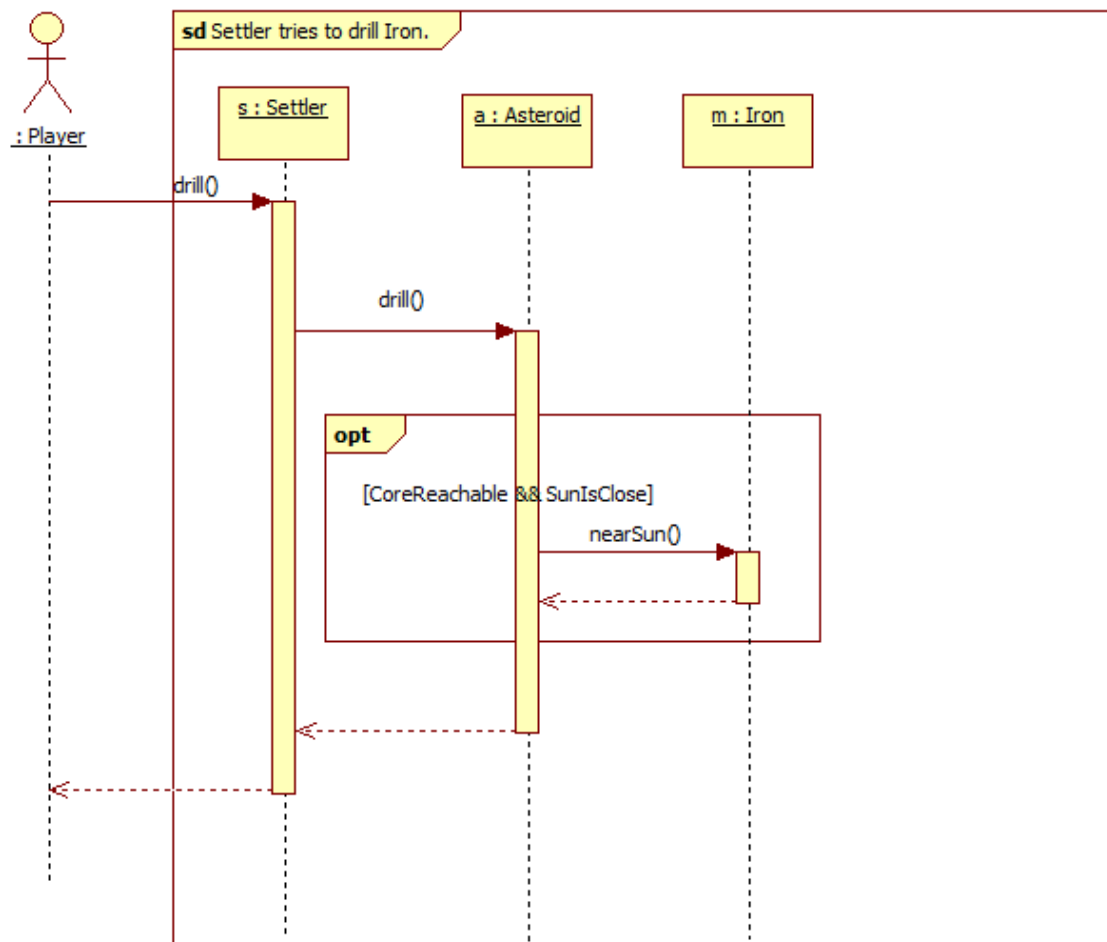 sd Settler tries to drill Iron.
: Player
s : Settler
a : Asteroid
m : Iron
drill()
drill()
opt
[CoreReachable && SunIsClose]
nearSun()